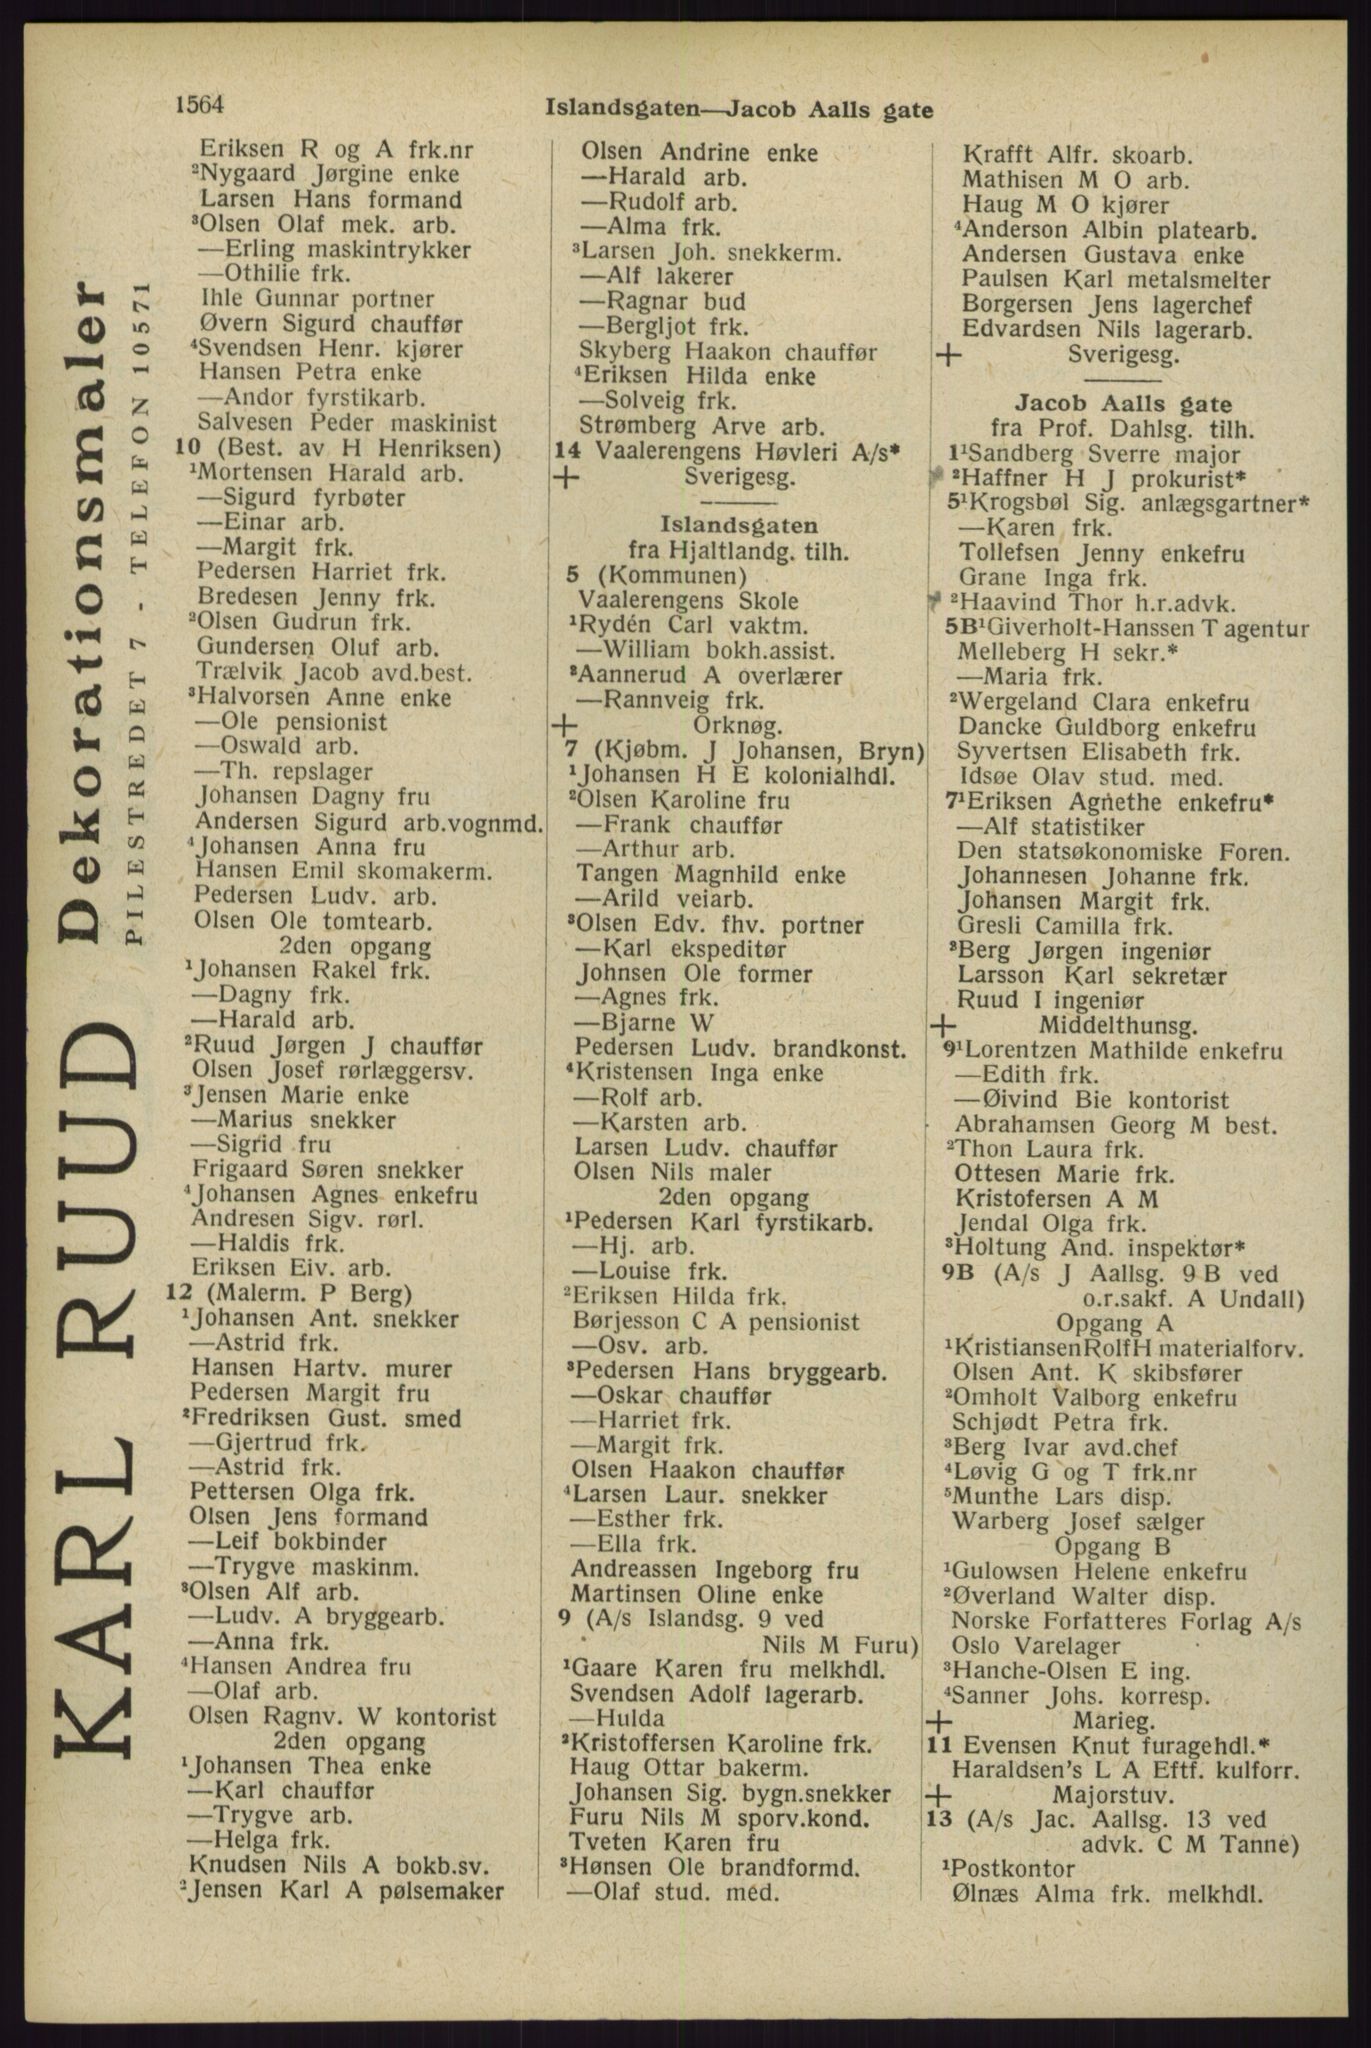 1564
Islandsgaten—Jacob Aalls gate
KARL RUUD Dekorationsmaler
PILESTREDET 7 - TELEFON 10571
Eriksen R og A frk.nr
²Nygaard Jørgine enke
Larsen Hans formand
³Olsen Olaf mek. arb.
—Erling maskintrykker
—Othilie frk.
Ihle Gunnar portner
Øvern Sigurd chauffør
⁴Svendsen Henr. kjører
Hansen Petra enke
—Andor fyrstikarb.
Salvesen Peder maskinist
10 (Best. av H Henriksen)
¹Mortensen Harald arb.
—Sigurd fyrbøter
—Einar arb.
—Margit frk.
Pedersen Harriet frk.
Bredesen Jenny frk.
²Olsen Gudrun frk.
Gundersen Oluf arb.
Trælvik Jacob avd.best.
³Halvorsen Anne enke
—Ole pensionist
—Oswald arb.
—Th. repslager
Johansen Dagny fru
Andersen Sigurd arb.vognmd.
⁴Johansen Anna fru
Hansen Emil skomakerm.
Pedersen Ludv. arb.
Olsen Ole tomtearb.
2den opgang
¹Johansen Rakel frk.
—Dagny frk.
—Harald arb.
²Ruud Jørgen J chauffør
Olsen Josef rørlæggersv.
³Jensen Marie enke
—Marius snekker
—Sigrid fru
Frigaard Søren snekker
⁴Johansen Agnes enkefru
Andresen Sigv. rørl.
—Haldis frk.
Eriksen Eiv. arb.
12 (Malerm. P Berg)
¹Johansen Ant. snekker
—Astrid frk.
Hansen Hartv. murer
Pedersen Margit fru
²Fredriksen Gust. smed
—Gjertrud frk.
—Astrid frk.
Pettersen Olga frk.
Olsen Jens formand
—Leif bokbinder
—Trygve maskinm.
³Olsen Alf arb.
—Ludv. A bryggearb.
—Anna frk.
⁴Hansen Andrea fru
—Olaf arb.
Olsen Ragnv. W kontorist
2den opgang
¹Johansen Thea enke
—Karl chauffør
—Trygve arb.
—Helga frk.
Knudsen Nils A bokb.sv.
²Jensen Karl A pølsemaker
Olsen Andrine enke
—Harald arb.
—Rudolf arb.
—Alma frk.
³Larsen Joh. snekkerm.
—Alf lakerer
—Ragnar bud
—Bergljot frk.
Skyberg Haakon chauffør
⁴Eriksen Hilda enke
—Solveig frk.
Strømberg Arve arb.
14 Vaalerengens Høvleri A/s*
+ Sverigesg.
Islandsgaten
fra Hjaltlandg. tilh.
5 (Kommunen)
Vaalerengens Skole
¹Rydén Carl vaktm.
—William bokh.assist.
²Aannerud A overlærer
—Rannveig frk.
+ Orknøg.
7 (Kjøbm. J Johansen, Bryn)
¹Johansen H E kolonialhdl.
²Olsen Karoline fru
—Frank chauffør
—Arthur arb.
Tangen Magnhild enke
—Arild veiarb.
³Olsen Edv. fhv. portner
—Karl ekspeditør
Johnsen Ole former
—Agnes frk.
—Bjarne W
Pedersen Ludv. brandkonst.
⁴Kristensen Inga enke
—Rolf arb.
—Karsten arb.
Larsen Ludv. chauffør
Olsen Nils maler
2den opgang
¹Pedersen Karl fyrstikarb.
—Hj. arb.
—Louise frk.
²Eriksen Hilda frk.
Børjesson C A pensionist
—Osv. arb.
³Pedersen Hans bryggearb.
—Oskar chauffør
—Harriet frk.
—Margit frk.
Olsen Haakon chauffør
⁴Larsen Laur. snekker
—Esther frk.
—Ella frk.
Andreassen Ingeborg fru
Martinsen Oline enke
9 (A/s Islandsg. 9 ved
Nils M Furu)
¹Gaare Karen fru melkhdl.
Svendsen Adolf lagerarb.
—Hulda
²Kristoffersen Karoline frk.
Haug Ottar bakerm.
Johansen Sig. bygn.snekker
Furu Nils M sporv.kond.
Tveten Karen fru
³Hønsen Ole brandformd.
—Olaf stud. med.
Krafft Alfr. skoarb.
Mathisen M O arb.
Haug M O kjører
⁴Anderson Albin platearb.
Andersen Gustava enke
Paulsen Karl metalsmelter
Borgersen Jens lagerchef
Edvardsen Nils lagerarb.
+ Sverigesg.
Jacob Aalls gate
fra Prof. Dahlsg. tilh.
1¹Sandberg Sverre major
²Haffner H J prokurist*
5¹Krogsbøl Sig. anlægsgartner*
—Karen frk.
Tollefsen Jenny enkefru
Grane Inga frk.
²Haavind Thor h.r.advk.
5B¹Giverholt-Hanssen T agentur
Melleberg H sekr.*
—Maria frk.
²Wergeland Clara enkefru
Dancke Guldborg enkefru
Syvertsen Elisabeth frk.
Idsøe Olav stud. med.
7¹Eriksen Agnethe enkefru*
—Alf statistiker
Den statsøkonomiske Foren.
Johannesen Johanne frk.
Johansen Margit frk.
Gresli Camilla frk.
³Berg Jørgen ingeniør
Larsson Karl sekretær
Ruud I ingeniør
+ Middelthunsg.
9¹Lorentzen Mathilde enkefru
—Edith frk.
—Øivind Bie kontorist
Abrahamsen Georg M best.
²Thon Laura frk.
Ottesen Marie frk.
Kristofersen A M
Jendal Olga frk.
³Holtung And. inspektør*
9B (A/s J Aallsg. 9 B ved
o.r.sakf. A Undall)
Opgang A
¹Kristiansen Rolf H materialforv.
Olsen Ant. K skibsfører
²Omholt Valborg enkefru
Schjødt Petra frk.
³Berg Ivar avd.chef
⁴Løvig G og T frk.nr
⁵Munthe Lars disp.
Warberg Josef sælger
Opgang B
¹Gulowsen Helene enkefru
²Øverland Walter disp.
Norske Forfatteres Forlag A/s
Oslo Varelager
³Hanche-Olsen E ing.
⁴Sanner Johs. korresp.
+ Marieg.
11 Evensen Knut furagehdl.*
Haraldsen's L A Eftf. kulforr.
+ Majorstuv.
13 (A/s Jac. Aallsg. 13 ved
advk. C M Tanne)
¹Postkontor
Ølnæs Alma frk. melkhdl.